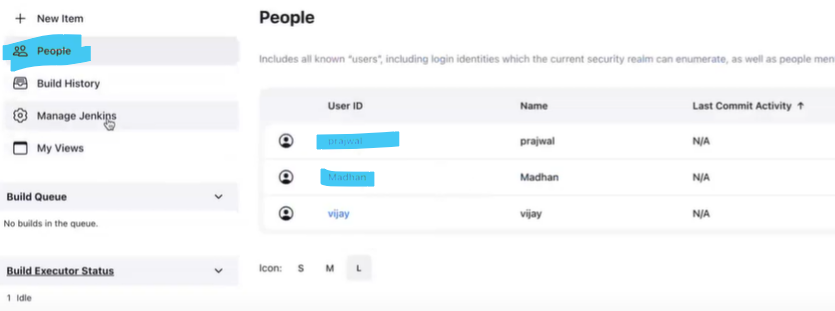 New Item
People
Build History
Manage Jenkins
My Views
Build Queue
No builds in the queue.
Build Executor Status
1 Idle
People
Includes all known "users", including login identities which the current security realm can enumerate, as well as people men
User ID Name Last Commit Activity ↑
prajwal prajwal N/A
Madhan Madhan N/A
vijay vijay N/A
Icon: S M L